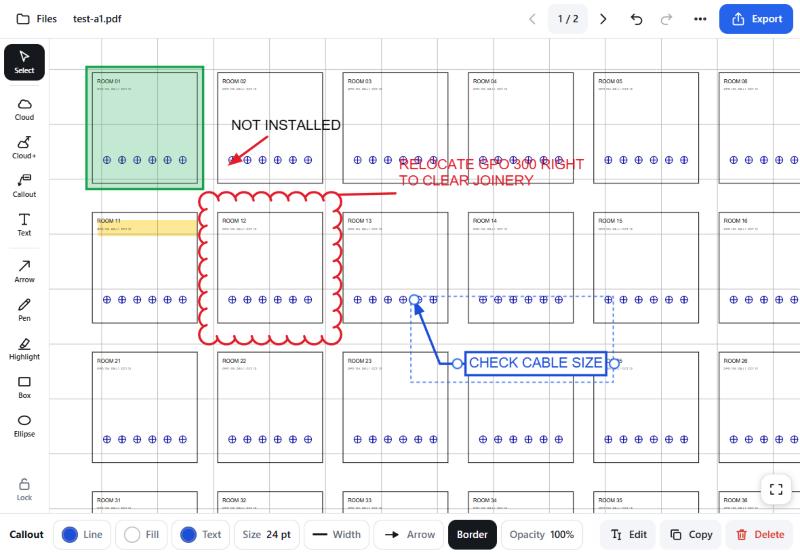 Files
test-a1.pdf
1 / 2
Export
Select
Cloud
Cloud+
Callout
Text
Arrow
Pen
Highlight
Box
Ellipse
Lock
ROOM 01
ROOM 02
ROOM 03
ROOM 04
ROOM 05
ROOM 06
NOT INSTALLED
RELOCATE GPO 300 RIGHT
TO CLEAR JOINERY
ROOM 11
ROOM 12
ROOM 13
ROOM 14
ROOM 15
ROOM 16
CHECK CABLE SIZE
ROOM 21
ROOM 22
ROOM 23
ROOM 26
ROOM 31
ROOM 32
ROOM 33
ROOM 34
ROOM 35
ROOM 36
Callout
Line
Fill
Text
Size 24 pt
Width
Arrow
Border
Opacity 100%
Edit
Copy
Delete